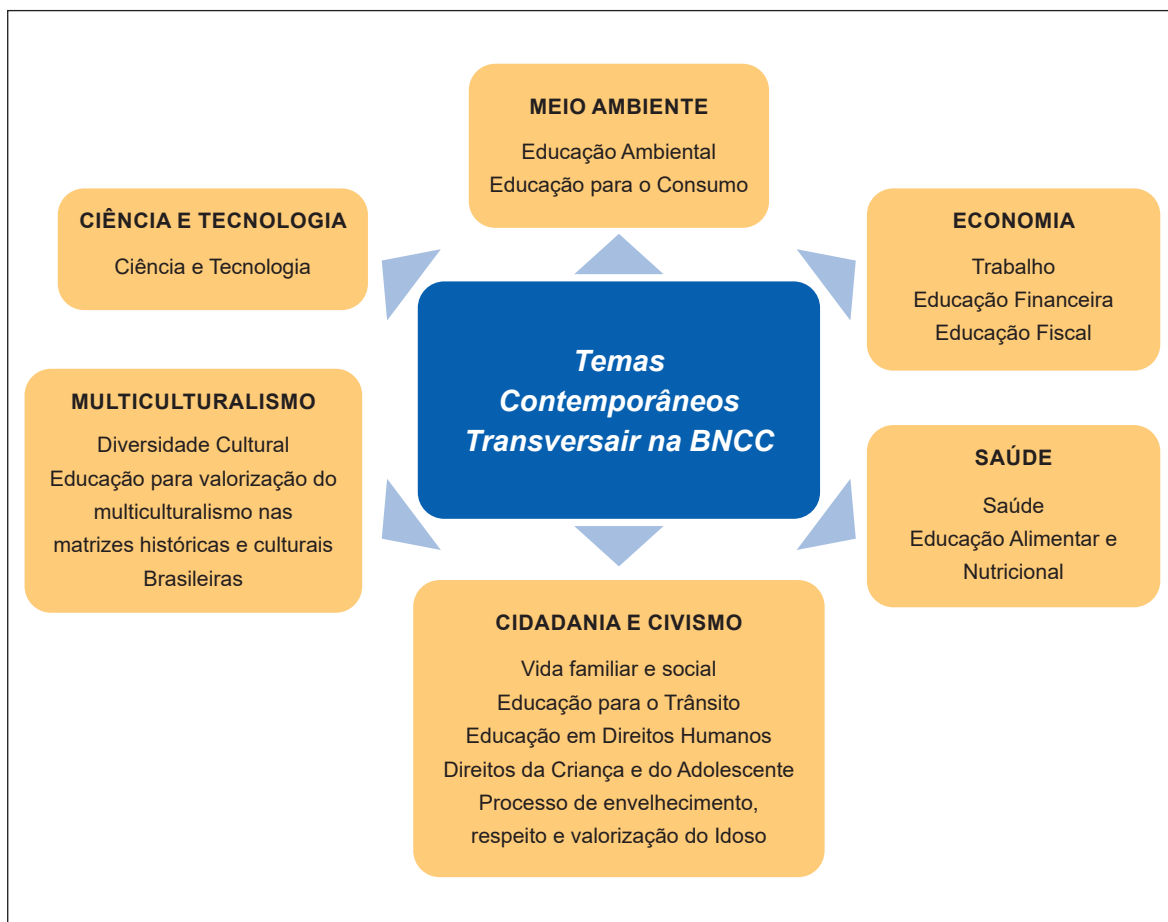 MEIO AMBIENTE
Educação Ambiental
Educação para o Consumo
CIÊNCIA E TECNOLOGIA
Ciência e Tecnologia
ECONOMIA
Trabalho
Educação Financeira
Educação Fiscal
Temas
Contemporâneos
Transversair na BNCC
MULTICULTURALISMO
Diversidade Cultural
Educação para valorização do
multiculturalismo nas
matrizes históricas e culturais
Brasileiras
SAÚDE
Saúde
Educação Alimentar e
Nutricional
CIDADANIA E CIVISMO
Vida familiar e social
Educação para o Trânsito
Educação em Direitos Humanos
Direitos da Criança e do Adolescente
Processo de envelhecimento,
respeito e valorização do Idoso